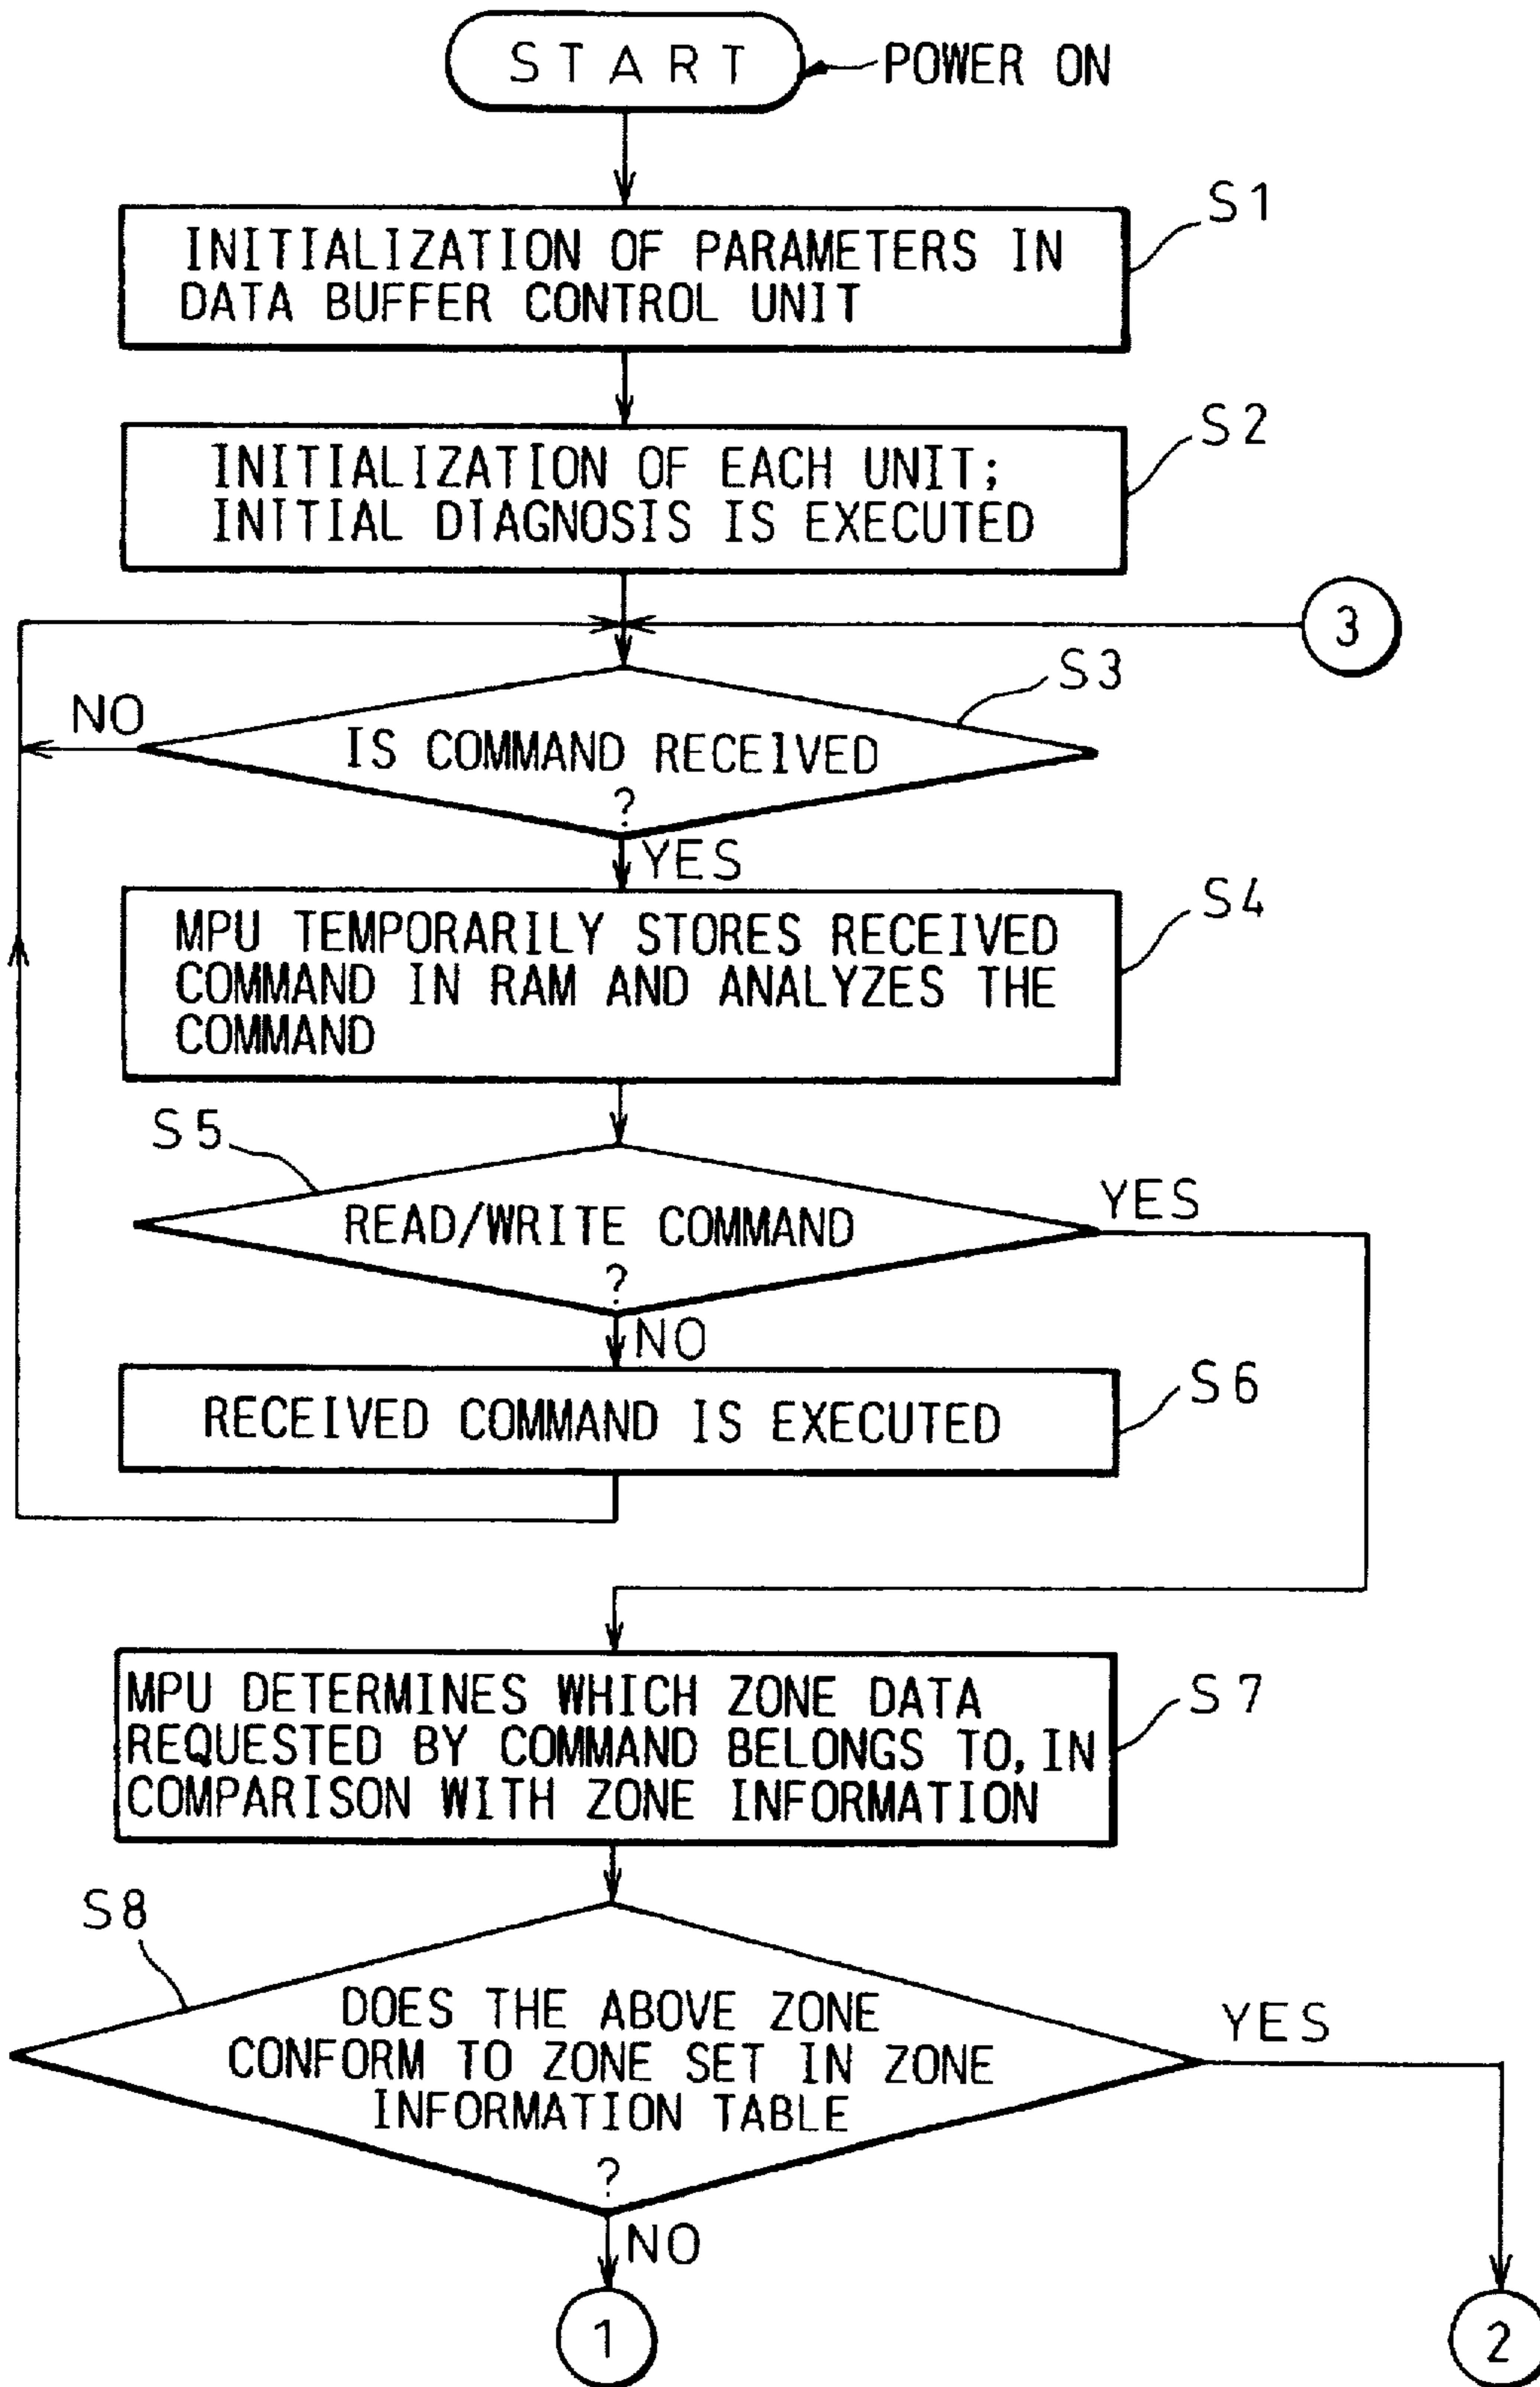 START
POWER ON
S1
INITIALIZATION OF PARAMETERS IN
DATA BUFFER CONTROL UNIT
S2
INITIALIZATION OF EACH UNIT;
INITIAL DIAGNOSIS IS EXECUTED
3
S3
NO
IS COMMAND RECEIVED
?
YES
S4
MPU TEMPORARILY STORES RECEIVED
COMMAND IN RAM AND ANALYZES THE
COMMAND
S5
YES
READ/WRITE COMMAND
?
NO
S6
RECEIVED COMMAND IS EXECUTED
S7
MPU DETERMINES WHICH ZONE DATA
REQUESTED BY COMMAND BELONGS TO, IN
COMPARISON WITH ZONE INFORMATION
S8
DOES THE ABOVE ZONE
CONFORM TO ZONE SET IN ZONE
INFORMATION TABLE
?
YES
NO
1
2